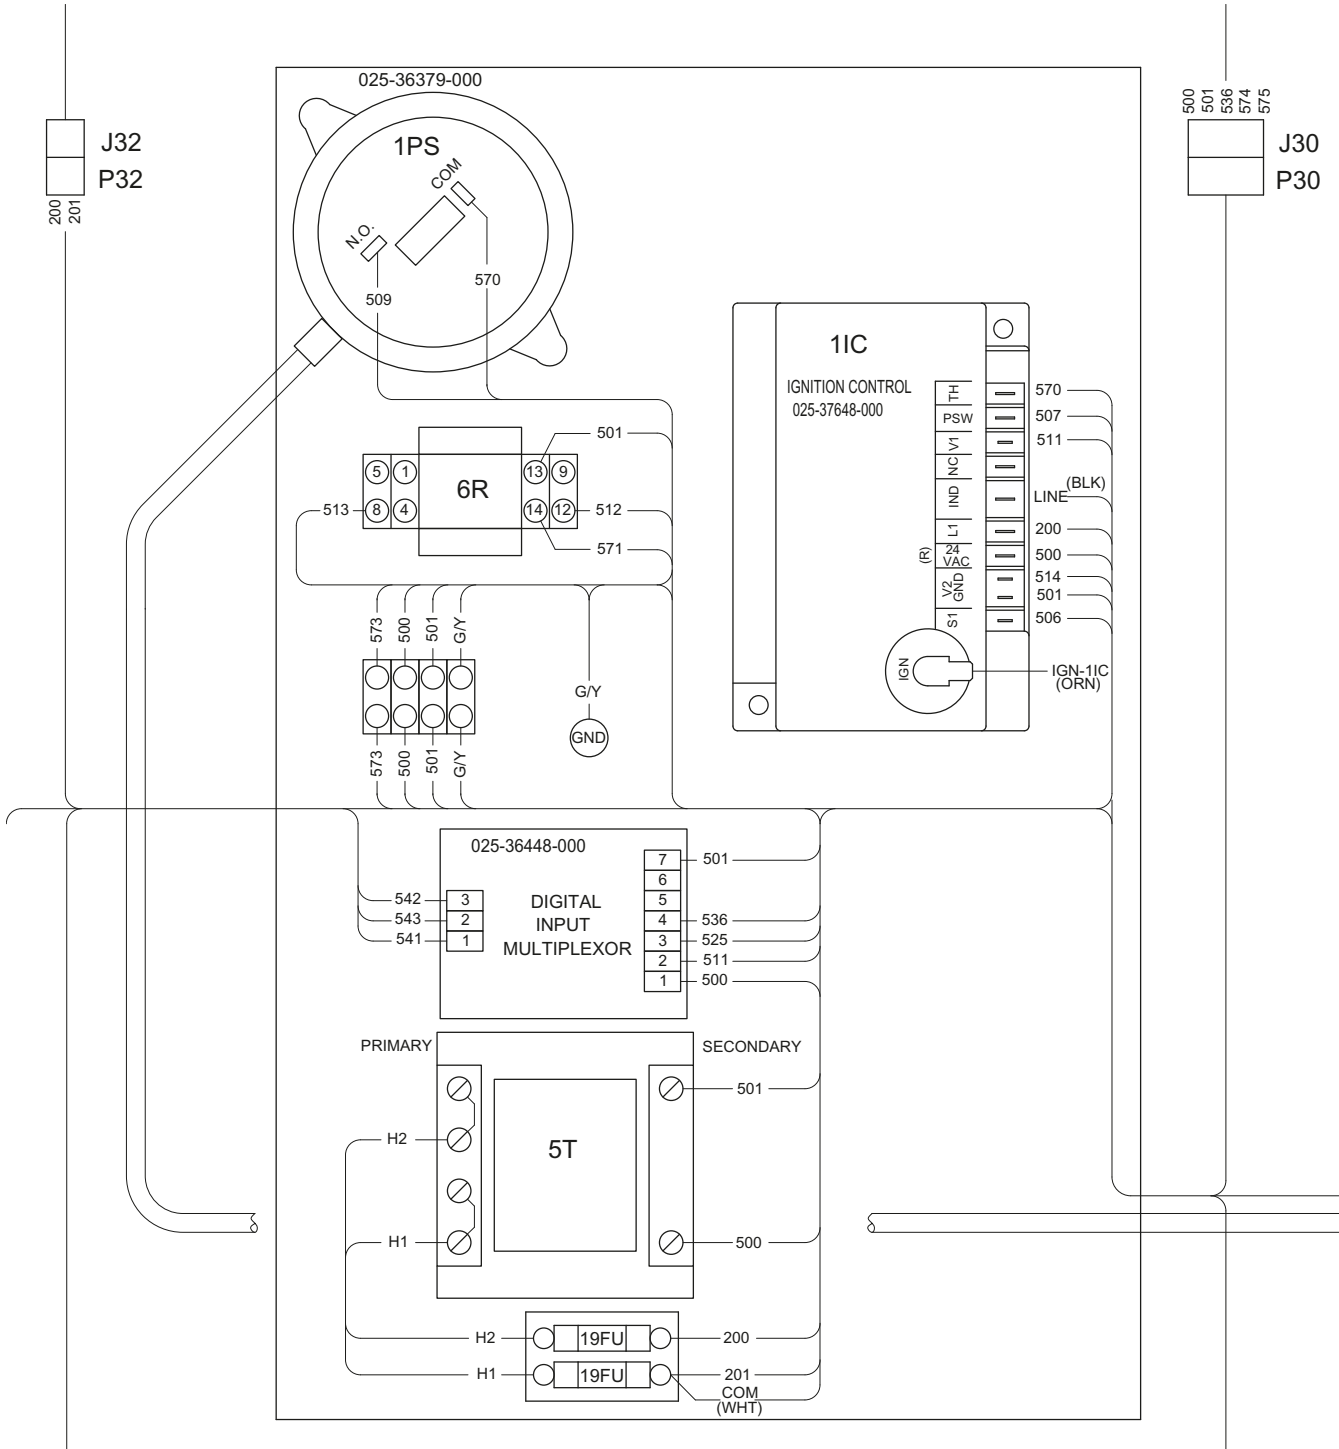 025-36379-000
1PS
COM
N.O.
509
570
J32
P32
200
201
500
501
536
574
575
J30
P30
1IC
IGNITION CONTROL
025-37648-000
TH
570
PSW
507
V1
511
NC
IND
LINE
(BLK)
L1
200
(R)
24
VAC
500
V2
GND
514
501
S1
506
IGN
IGN-1IC
(ORN)
501
5
1
6R
13
9
513
8
4
14
12
512
571
573
500
501
G/Y
G/Y
GND
573
500
501
G/Y
025-36448-000
DIGITAL
INPUT
MULTIPLEXOR
542
3
543
2
541
1
7
501
6
5
4
536
3
525
2
511
1
500
PRIMARY
SECONDARY
501
H2
5T
H1
500
H2
19FU
200
H1
19FU
201
COM
(WHT)